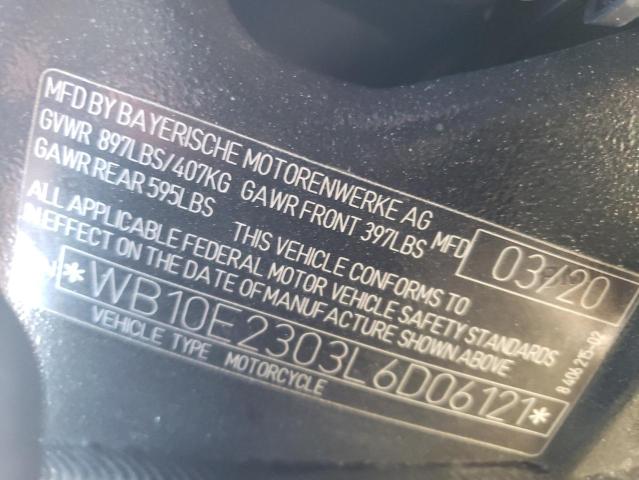 MFD BY BAYERISCHE MOTORENWERKE AG
GVWR 897LBS/407KG GAWR FRONT 397LBS
GAWR REAR 595LBS
MFD 03/20
THIS VEHICLE CONFORMS TO
ALL APPLICABLE FEDERAL MOTOR VEHICLE SAFETY STANDARDS
IN EFFECT ON THE DATE OF MANUFACTURE SHOWN ABOVE
*WB10E2303L6D06121*
VEHICLE TYPE MOTORCYCLE
8 406 215-02